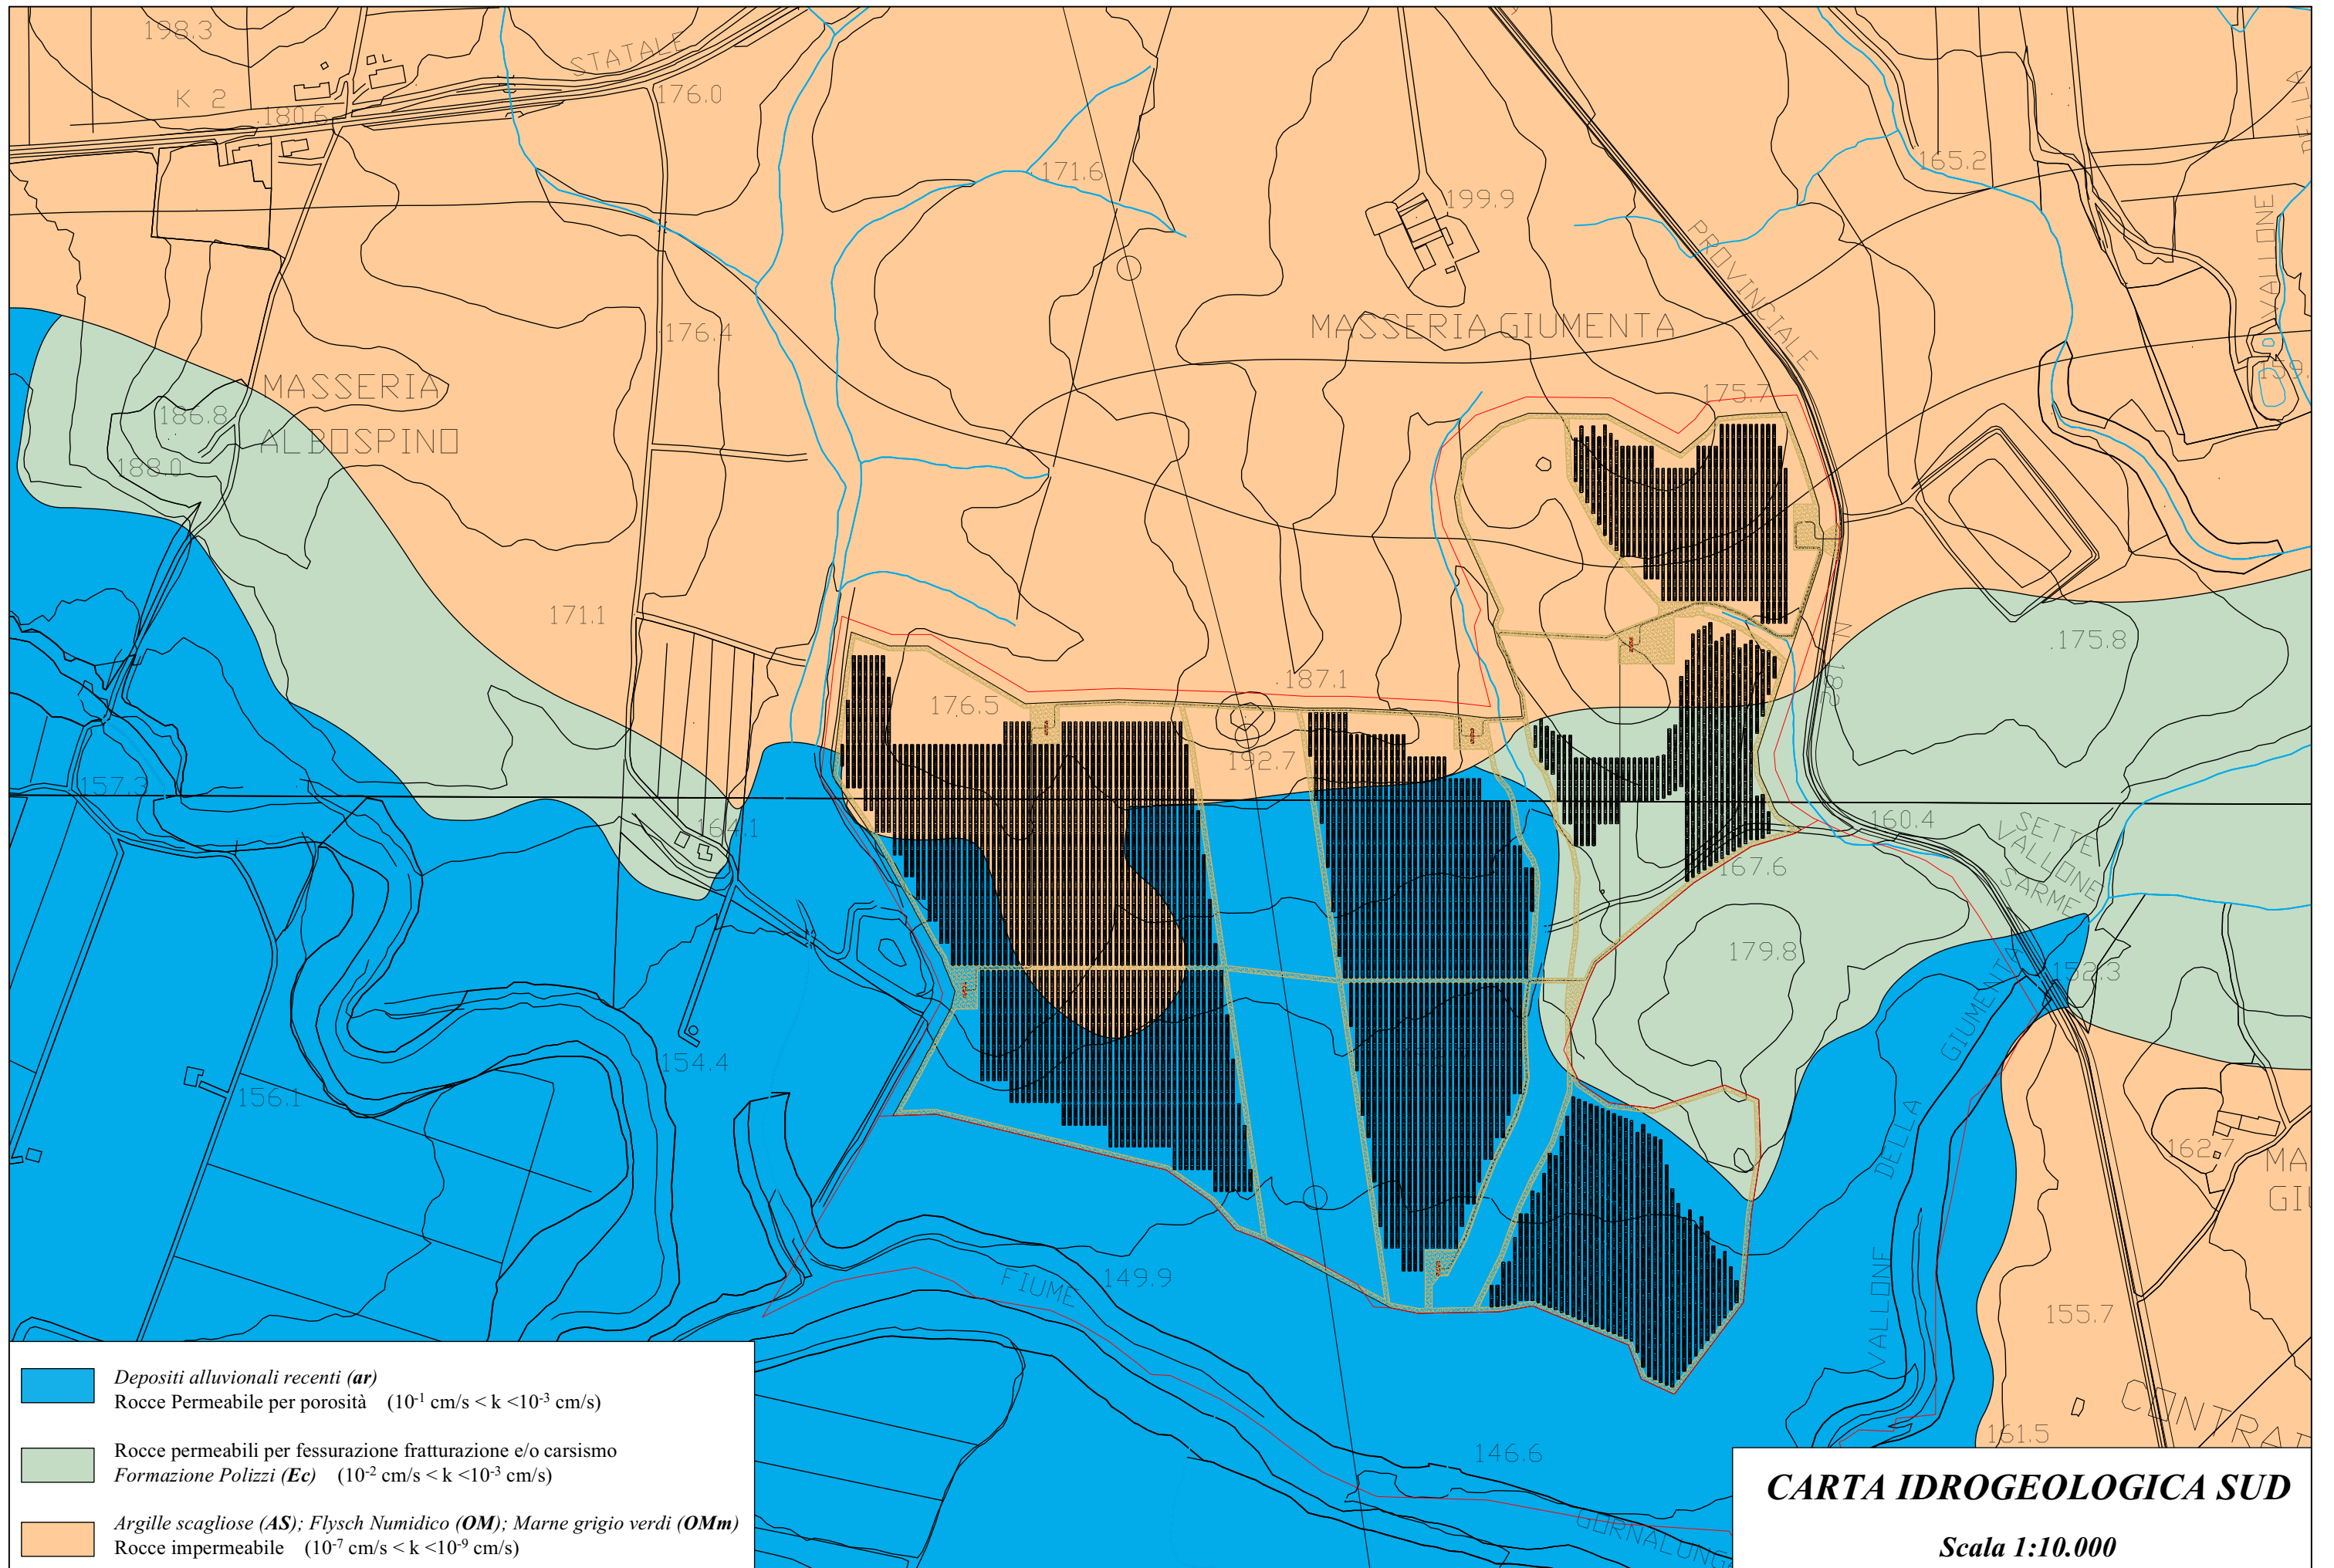 198.3
STATALE
K 2
180.6
176.0
171.6
199.9
165.2
VALLONE
PROVINCIALE
MASSERIA GIUMENTA
176.4
MASSERIA
ALBOSPINO
186.8
188.0
175.7
171.1
N 182
175.8
187.1
176.5
192.7
157.3
164.1
160.4
SETTE
VALLONE
SARME
167.6
179.8
152.3
VALLONE DELLA GIUMENTA
154.4
156.1
162.7
MA
GIU
149.9
FIUME
155.7
CONTRAT
161.5
146.6
GORNALUNGA
Depositi alluvionali recenti (ar)
Rocce Permeabile per porosità (10-1 cm/s < k <10-3 cm/s)
Rocce permeabili per fessurazione fratturazione e/o carsismo
Formazione Polizzi (Ec) (10-2 cm/s < k <10-3 cm/s)
Argille scagliose (AS); Flysch Numidico (OM); Marne grigio verdi (OMm)
Rocce impermeabile (10-7 cm/s < k <10-9 cm/s)
CARTA IDROGEOLOGICA SUD
Scala 1:10.000